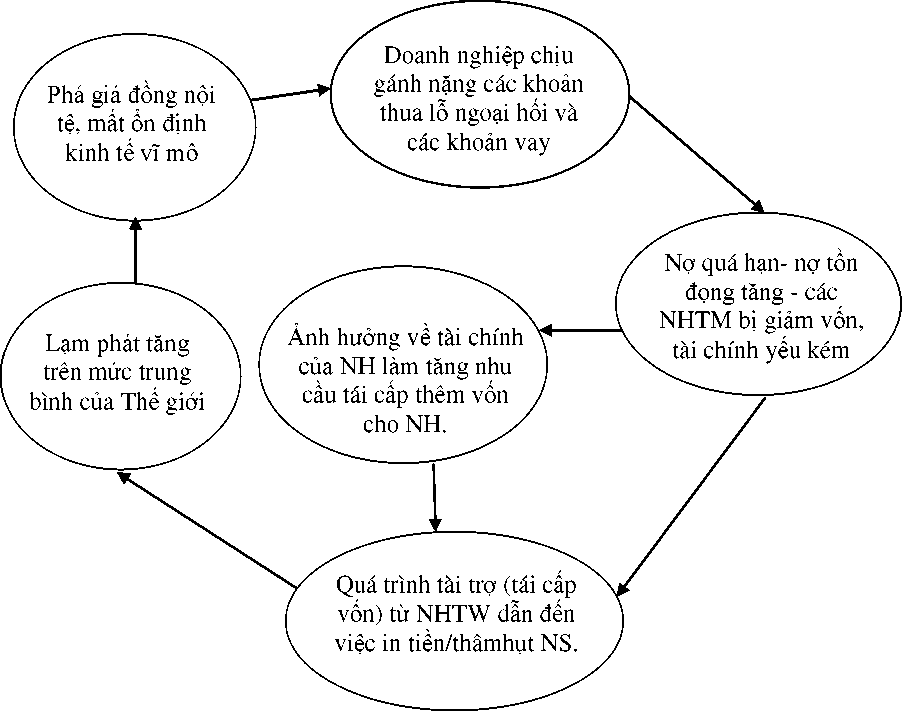 Phá giá đồng nội
tệ, mất ổn định
kinh tế vĩ mô
Doanh nghiệp chịu
gánh nặng các khoản
thua lỗ ngoại hối và
các khoản vay
Nợ quá hạn- nợ tồn
đọng tăng - các
NHTM bị giảm vốn,
tài chính yếu kém
Ảnh hưởng về tài chính
của NH làm tăng nhu
cầu tái cấp thêm vốn
cho NH.
Lạm phát tăng
trên mức trung
bình của Thế giới
Quá trình tài trợ (tái cấp
vốn) từ NHTW dẫn đến
việc in tiền/thâmhụt NS.